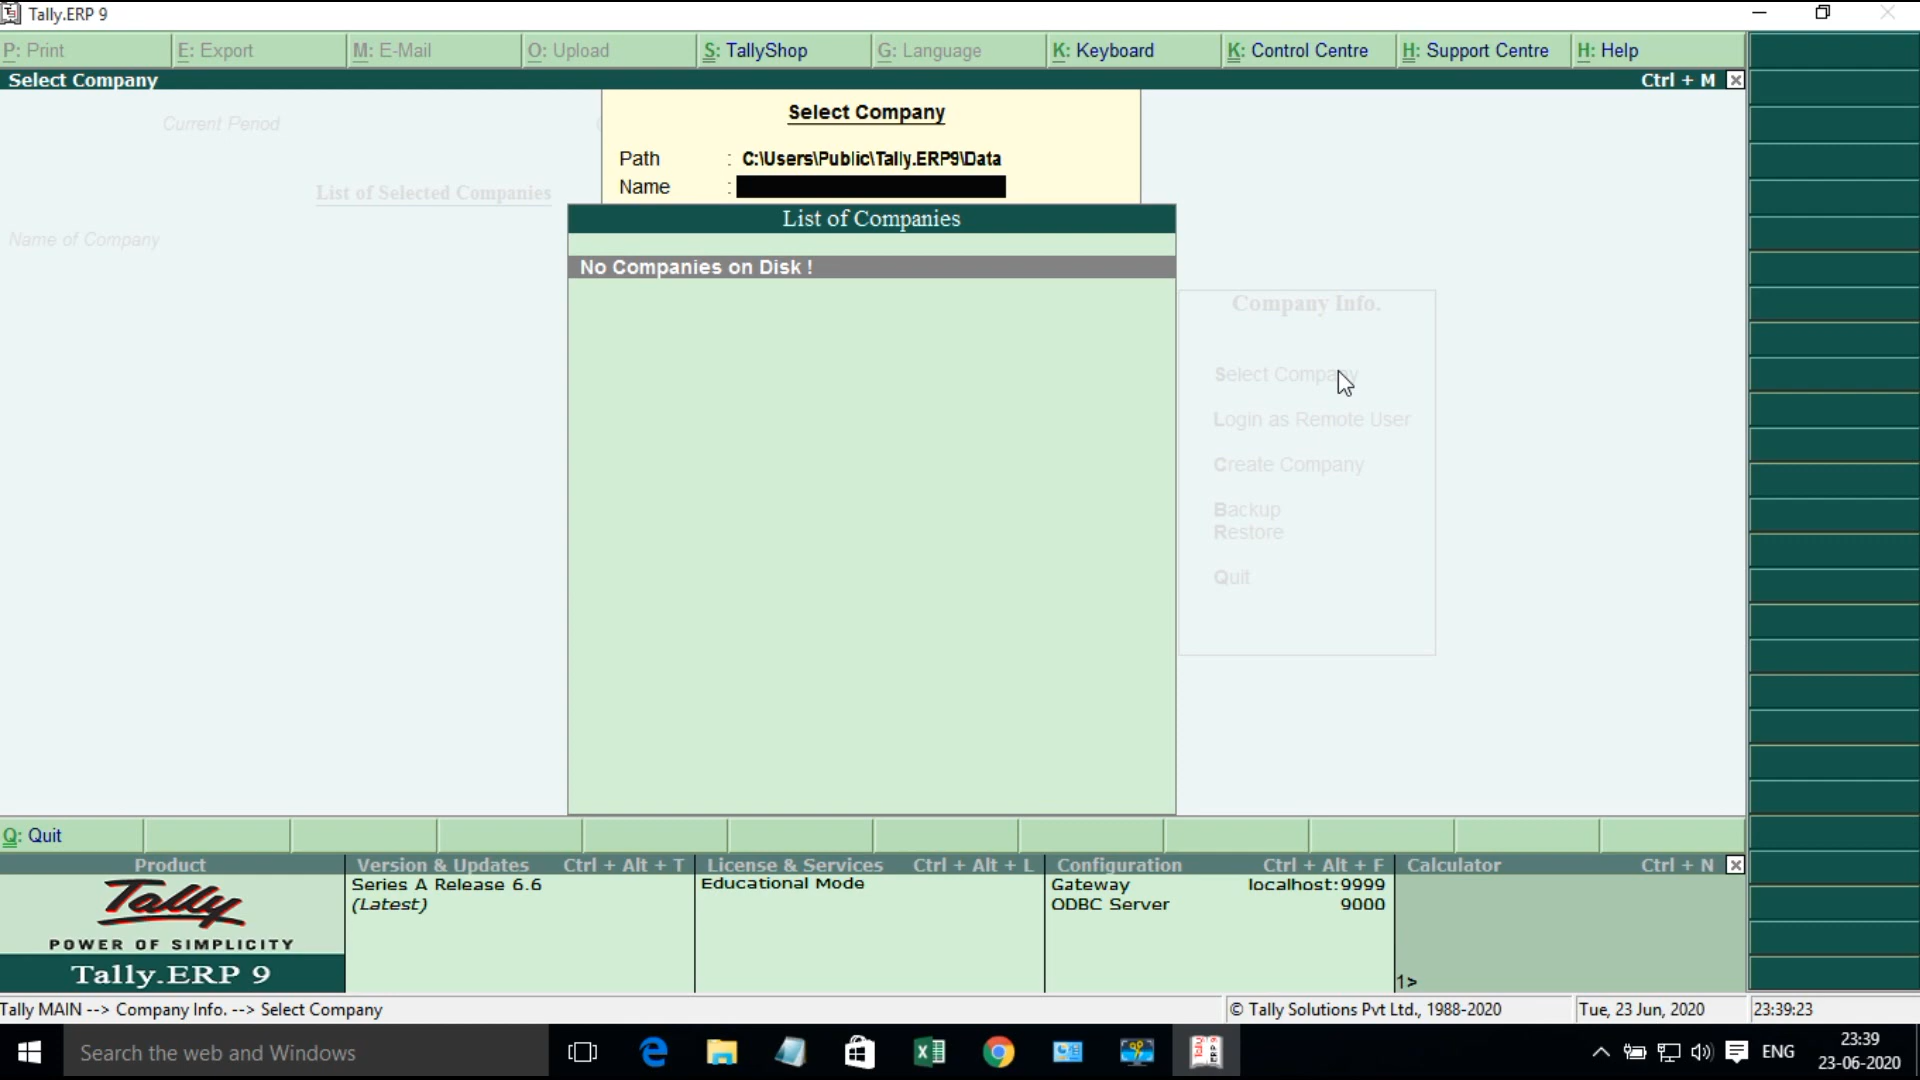 Tally.ERP 9
P: Print E: Export M: E-Mail O: Upload S: TallyShop G: Language K: Keyboard K: Control Centre H: Support Centre H: Help
Select Company Ctrl + M
Current Period
Select Company
Path : C:\Users\Public\Tally.ERP9\Data
Name :
List of Selected Companies
List of Companies
Name of Company
No Companies on Disk !
Company Info.
Select Company
Login as Remote User
Create Company
Backup
Restore
Quit
Q: Quit
Product Version & Updates Ctrl + Alt + T License & Services Ctrl + Alt + L Configuration Ctrl + Alt + F Calculator Ctrl + N
Tally
POWER OF SIMPLICITY
Tally.ERP 9
Series A Release 6.6
(Latest)
Educational Mode
Gateway localhost:9999
ODBC Server 9000
1>
Tally MAIN --> Company Info. --> Select Company © Tally Solutions Pvt Ltd., 1988-2020 Tue, 23 Jun, 2020 23:39:23
Search the web and Windows
ENG
23:39
23-06-2020